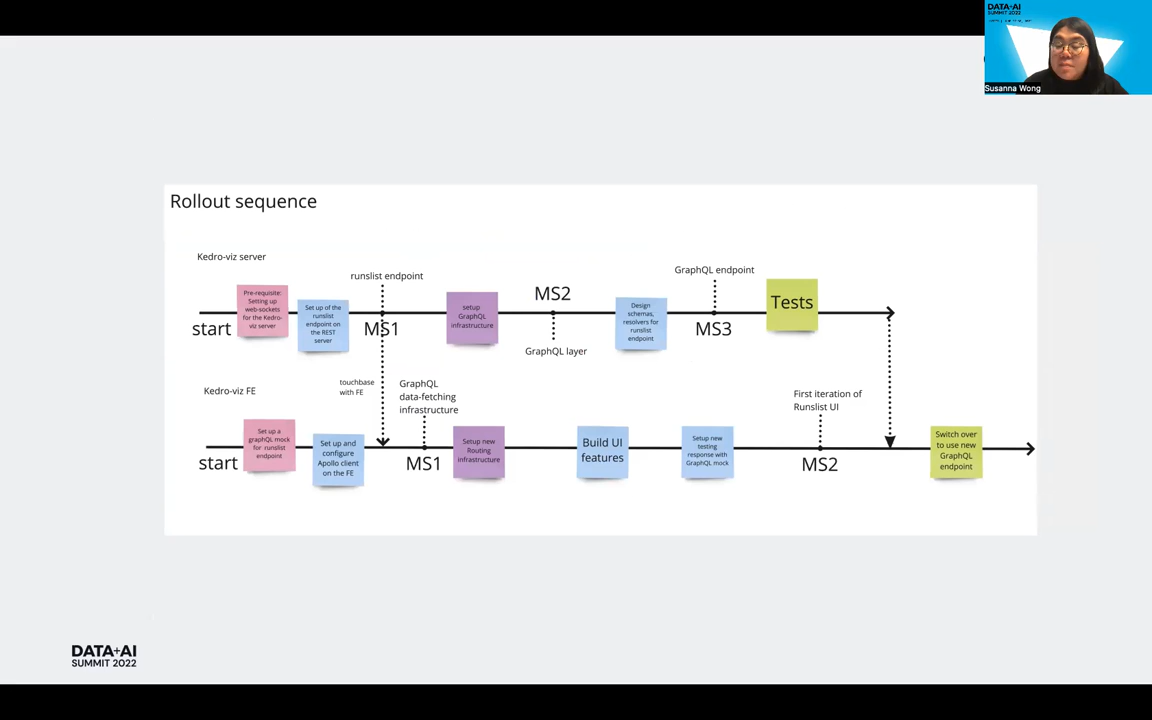 DATA+AI
SUMMIT 2022
Susanna Wong
Rollout sequence
Kedro-viz server
runslist endpoint
GraphQL endpoint
Pre-requisite:
Setting up
web-sockets
for the Kedro-
viz server
Set up of the
runslist
endpoint on
the REST
server
setup
GraphQL
infrastructure
MS2
Design
schemas,
resolvers for
runslist
endpoint
Tests
start
MS1
MS3
GraphQL layer
touchbase
with FE
Kedro-viz FE
GraphQL
data-fetching
infrastructure
First iteration of
Runslist UI
Set up a
graphQL mock
for runslist
endpoint
Set up and
configure
Apollo client
on the FE
Setup new
Routing
infrastructure
Build UI
features
Setup new
testing
response with
GraphQL mock
Switch over
to use new
GraphQL
endpoint
start
MS1
MS2
DATA+AI
SUMMIT 2022